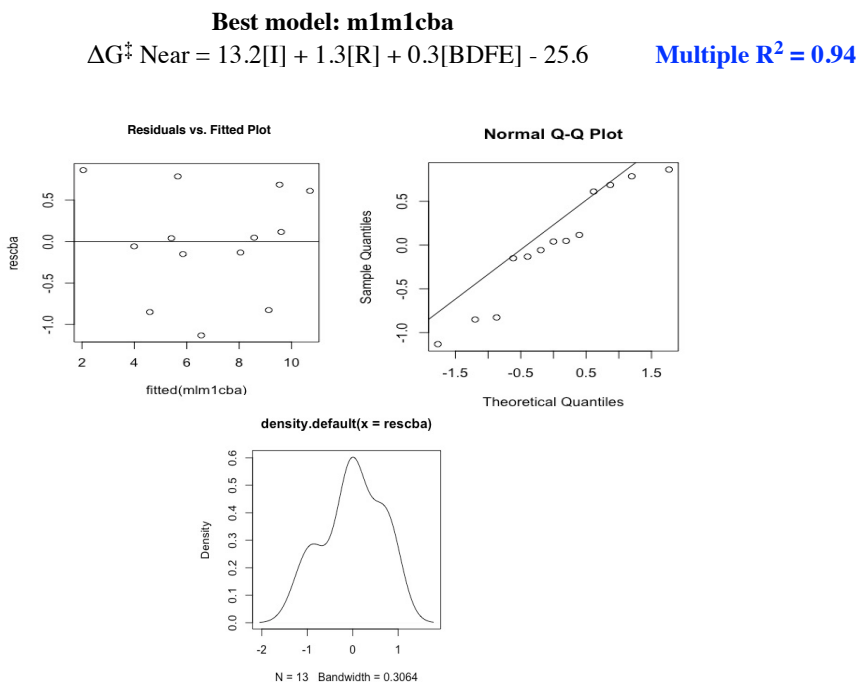 Best model: m1m1cba
ΔG‡ Near = 13.2[I] + 1.3[R] + 0.3[BDFE] - 25.6 Multiple R² = 0.94
Residuals vs. Fitted Plot
rescba
0.5
0.0
-0.5
-1.0
2 4 6 8 10
fitted(mlm1cba)
Normal Q-Q Plot
Sample Quantiles
0.5
0.0
-0.5
-1.0
-1.5 -0.5 0.5 1.5
Theoretical Quantiles
density.default(x = rescba)
Density
0.6
0.5
0.4
0.3
0.2
0.1
0.0
-2 -1 0 1
N = 13 Bandwidth = 0.3064